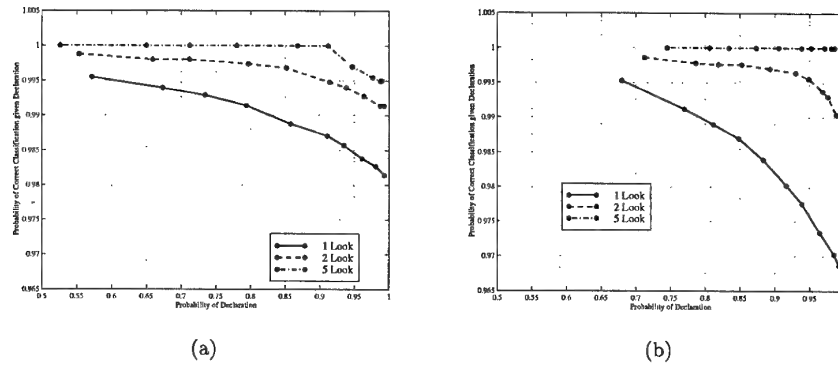 1.005
1
0.995
0.99
0.985
0.98
0.975
0.97
0.965
Probability of Correct Classification given Declaration
0.5 0.55 0.6 0.65 0.7 0.75 0.8 0.85 0.9 0.95 1
Probability of Declaration
1 Look
2 Look
5 Look
(a)
1.005
1
0.995
0.99
0.985
0.98
0.975
0.97
0.965
Probability of Correct Classification given Declaration
0.5 0.55 0.6 0.65 0.7 0.75 0.8 0.85 0.9 0.95
Probability of Declaration
1 Look
2 Look
5 Look
(b)